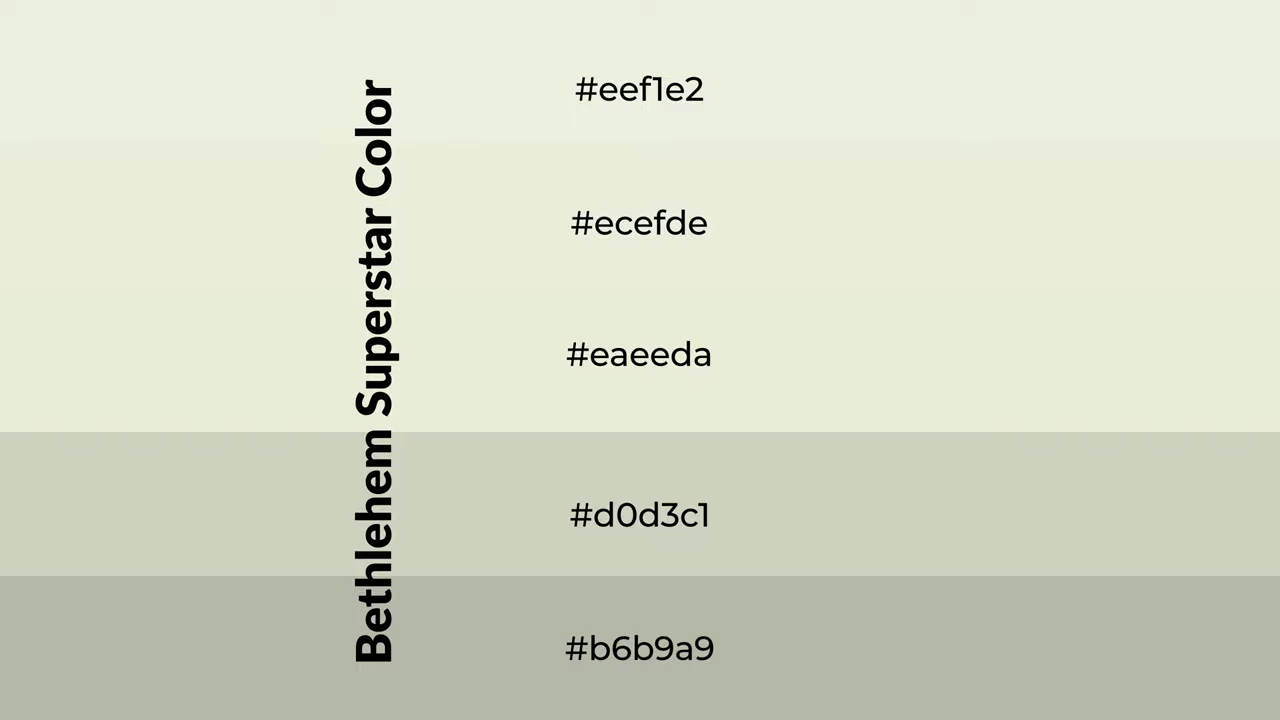 Bethlehem Superstar Color
#eef1e2
#ecefde
#eaeeda
#d0d3c1
#b6b9a9